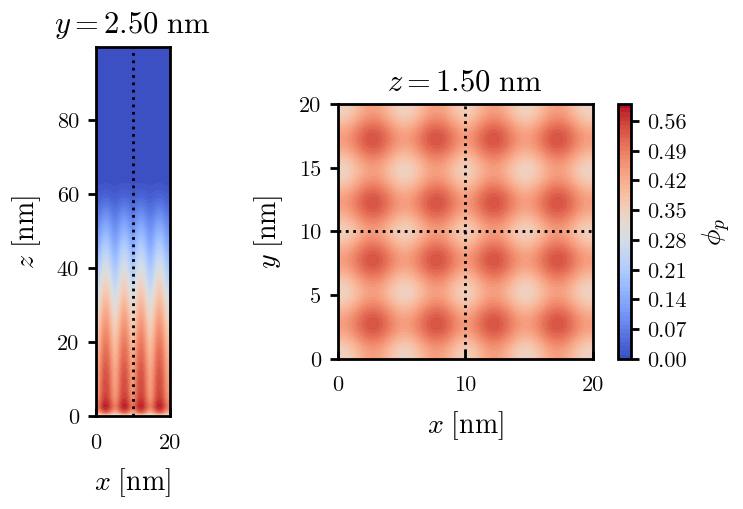 y = 2.50 nm
80
60
40
20
0
z [nm]
0 20
x [nm]
z = 1.50 nm
20
15
10
5
0
y [nm]
0 10 20
x [nm]
0.56
0.49
0.42
0.35
0.28
0.21
0.14
0.07
0.00
ϕp